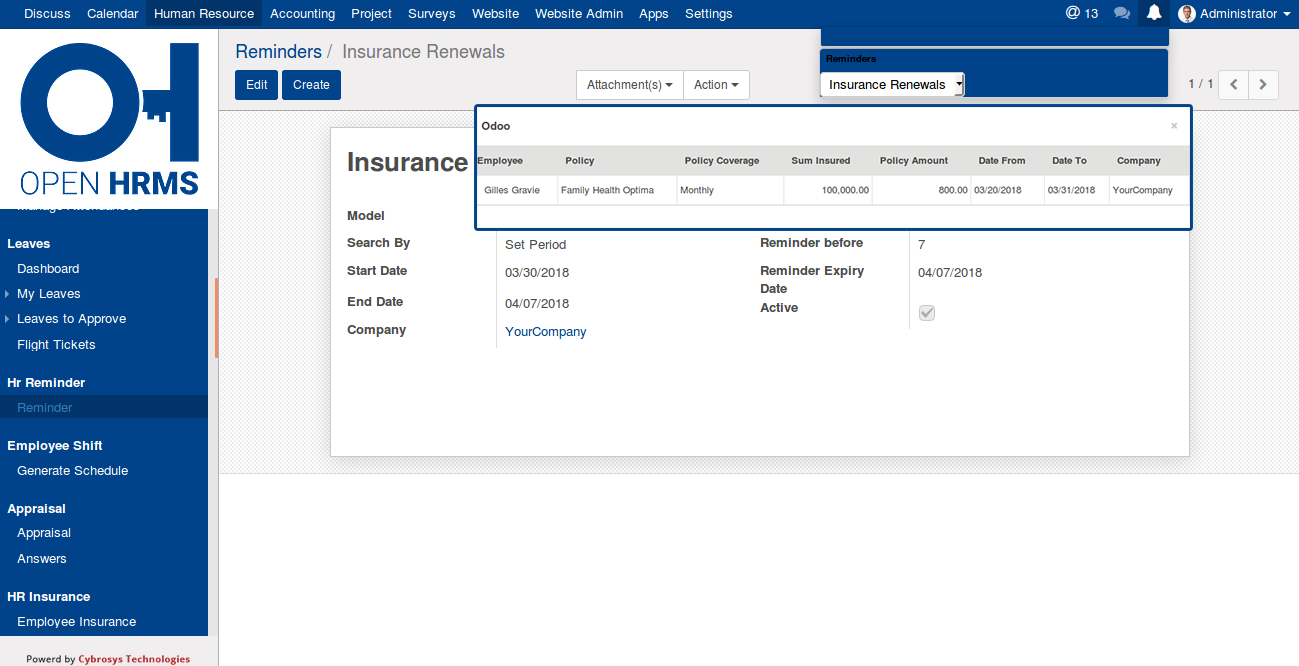 Discuss Calendar Human Resource Accounting Project Surveys Website Website Admin Apps Settings @ 13 Administrator
OPEN HRMS
Manage Attendances
Leaves
Dashboard
My Leaves
Leaves to Approve
Flight Tickets
Hr Reminder
Reminder
Employee Shift
Generate Schedule
Appraisal
Appraisal
Answers
HR Insurance
Employee Insurance
Powerd by Cybrosys Technologies
Reminders / Insurance Renewals
Edit Create Attachment(s) Action 1 / 1
Reminders
Insurance Renewals
Odoo ×
Employee Policy Policy Coverage Sum Insured Policy Amount Date From Date To Company
Gilles Gravie Family Health Optima Monthly 100,000.00 800.00 03/20/2018 03/31/2018 YourCompany
Insurance
Model
Search By Set Period Reminder before 7
Start Date 03/30/2018 Reminder Expiry Date 04/07/2018
End Date 04/07/2018 Active
Company YourCompany